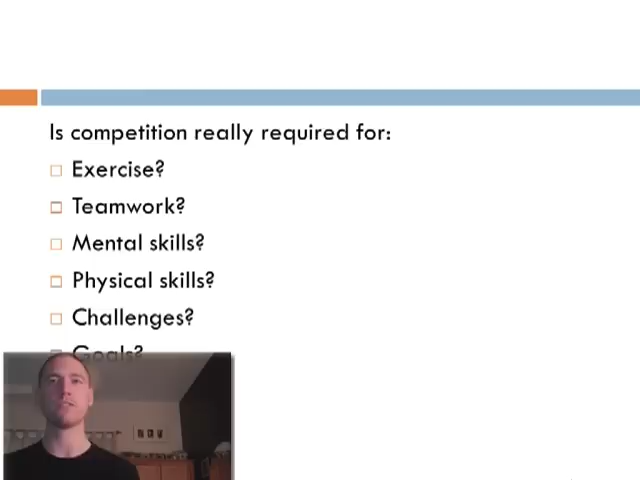 Is competition really required for:
Exercise?
Teamwork?
Mental skills?
Physical skills?
Challenges?
Goals?